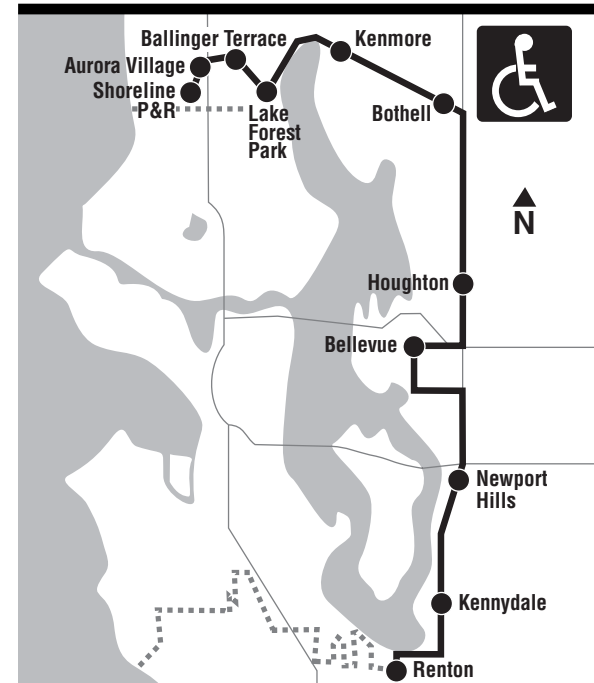 Ballinger Terrace
Kenmore
Aurora Village
Shoreline
P&R
Lake
Forest
Park
Bothell
N
Houghton
Bellevue
Newport
Hills
Kennydale
Renton